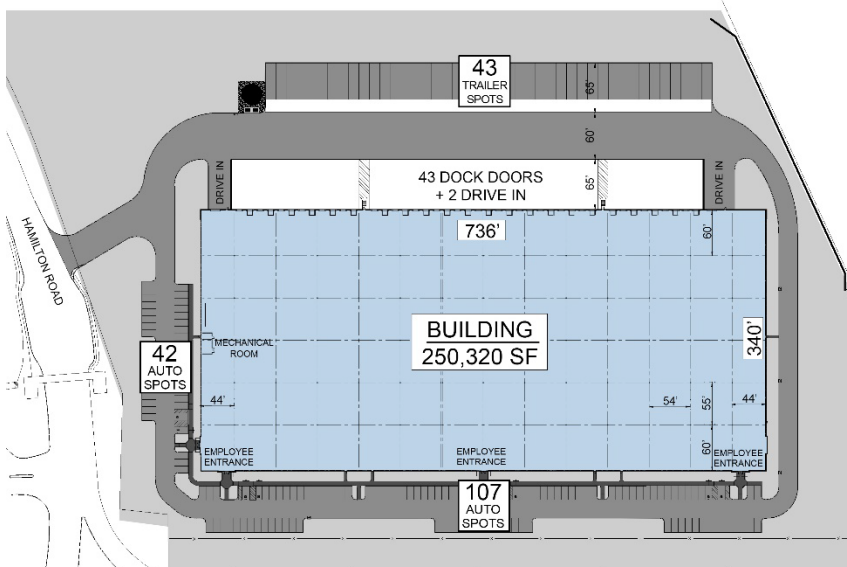 43
TRAILER
SPOTS
65'
60'
DRIVE IN
43 DOCK DOORS
+ 2 DRIVE IN
65'
DRIVE IN
736'
60'
HAMILTON ROAD
BUILDING
250,320 SF
340'
MECHANICAL
ROOM
42
AUTO
SPOTS
44'
54'
55'
44'
60'
EMPLOYEE
ENTRANCE
EMPLOYEE
ENTRANCE
EMPLOYEE
ENTRANCE
107
AUTO
SPOTS